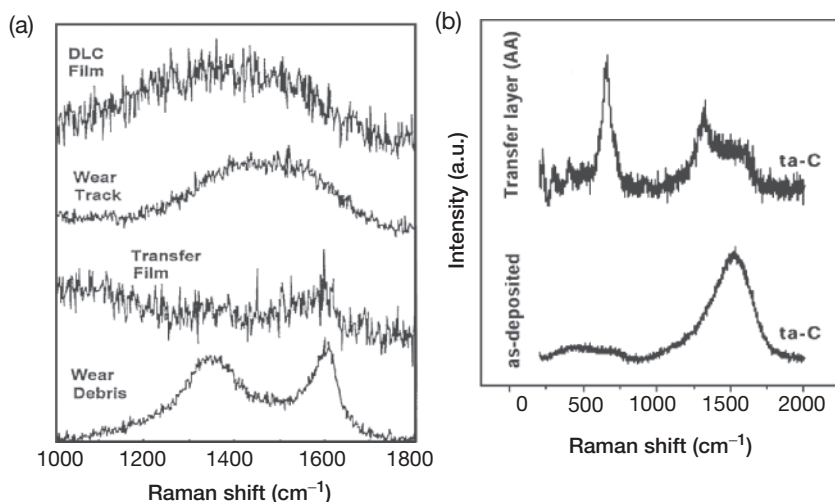 (a)
DLC
Film
Wear
Track
Transfer
Film
Wear
Debris
1000 1200 1400 1600 1800
Raman shift (cm⁻¹)
(b)
Intensity (a.u.)
Transfer layer (AA)
ta-C
as-deposited
ta-C
0 500 1000 1500 2000
Raman shift (cm⁻¹)